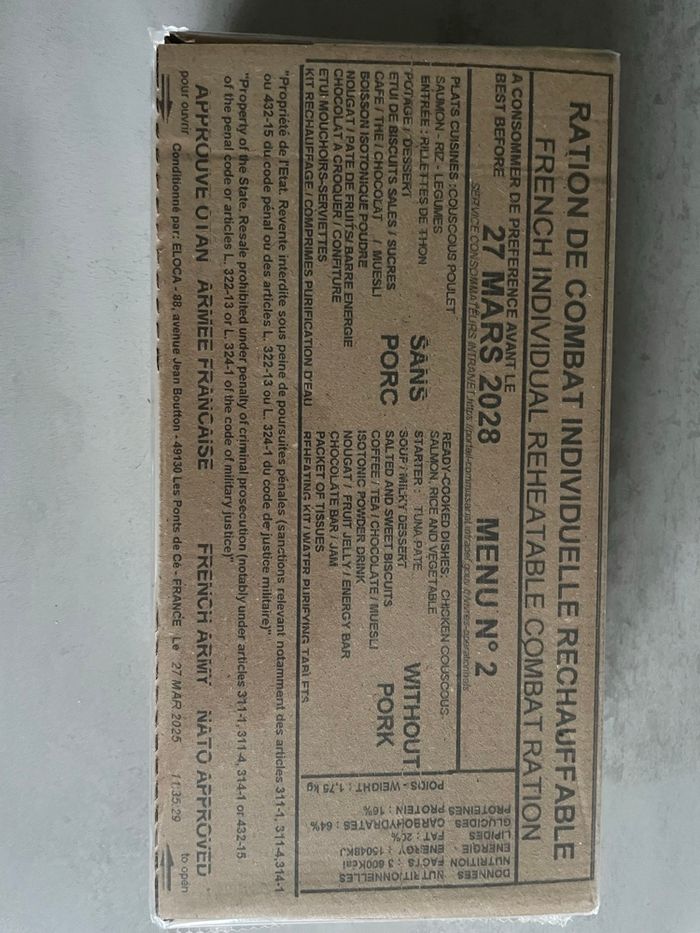 RATION DE COMBAT INDIVIDUELLE RECHAUFFABLE
FRENCH INDIVIDUAL REHEATABLE COMBAT RATION
A CONSOMMER DE PREFERENCE AVANT LE
BEST BEFORE
27 MARS 2028
MENU N° 2
SERVICE CONSOMMATEURS INTRANET
PLATS CUISINES : COUSCOUS POULET
SAUMON - RIZ - LEGUMES
ENTREE : RILLETTES DE THON
POTAGE / DESSERT
ETUI DE BISCUITS SALES / SUCRES
CAFE / THE / CHOCOLAT / MUESLI
BOISSON ISOTONIQUE POUDRE
NOUGAT / PATE DE FRUITS/ BARRE ENERGIE
CHOCOLAT A CROQUER / CONFITURE
ETUI MOUCHOIRS-SERVIETTES
KIT RECHAUFFAGE / COMPRIMES PURIFICATION D'EAU
SANS
PORC
READY-COOKED DISHES: CHICKEN COUSCOUS
SALMON, RICE AND VEGETABLE
STARTER : TUNA PATE
SOUP / MILKY DESSERT
SALTED AND SWEET BISCUITS
COFFEE / TEA / CHOCOLATE / MUESLI
ISOTONIC POWDER DRINK
NOUGAT / FRUIT JELLY / ENERGY BAR
CHOCOLATE BAR / JAM
PACKET OF TISSUES
REHEATING KIT / WATER PURIFYING TABLETS
WITHOUT
PORK
DONNEES NUTRITIONNELLES
NUTRITION FACTS : 3 600Kcal
ENERGIE - ENERGY : 15048KJ
LIPIDES FAT : 20%
GLUCIDES CARBOHYDRATES : 64%
PROTEINES PROTEIN : 16%
POIDS - WEIGHT : 1,75 kg
"Propriété de l'Etat. Revente interdite sous peine de poursuites pénales (sanctions relevant notamment des articles 311-1, 311-4,314-1
ou 432-15 du code pénal ou des articles L. 322-13 ou L. 324-1 du code de justice militaire)"
"Property of the State, Resale prohibited under penalty of criminal prosecution (notably under articles 311-1, 311-4, 314-1 or 432-15
of the penal code or articles L. 322-13 or L. 324-1 of the code of military justice)"
APPROUVE OTAN ARMEE FRANCAISE FRENCH ARMY NATO APPROVED
pour ouvrir
Conditionné par: ELOCA - 88, avenue Jean Boutton - 49130 Les Ponts de Cé - FRANCE Le 27 MAR 2025 11:35:29
to open